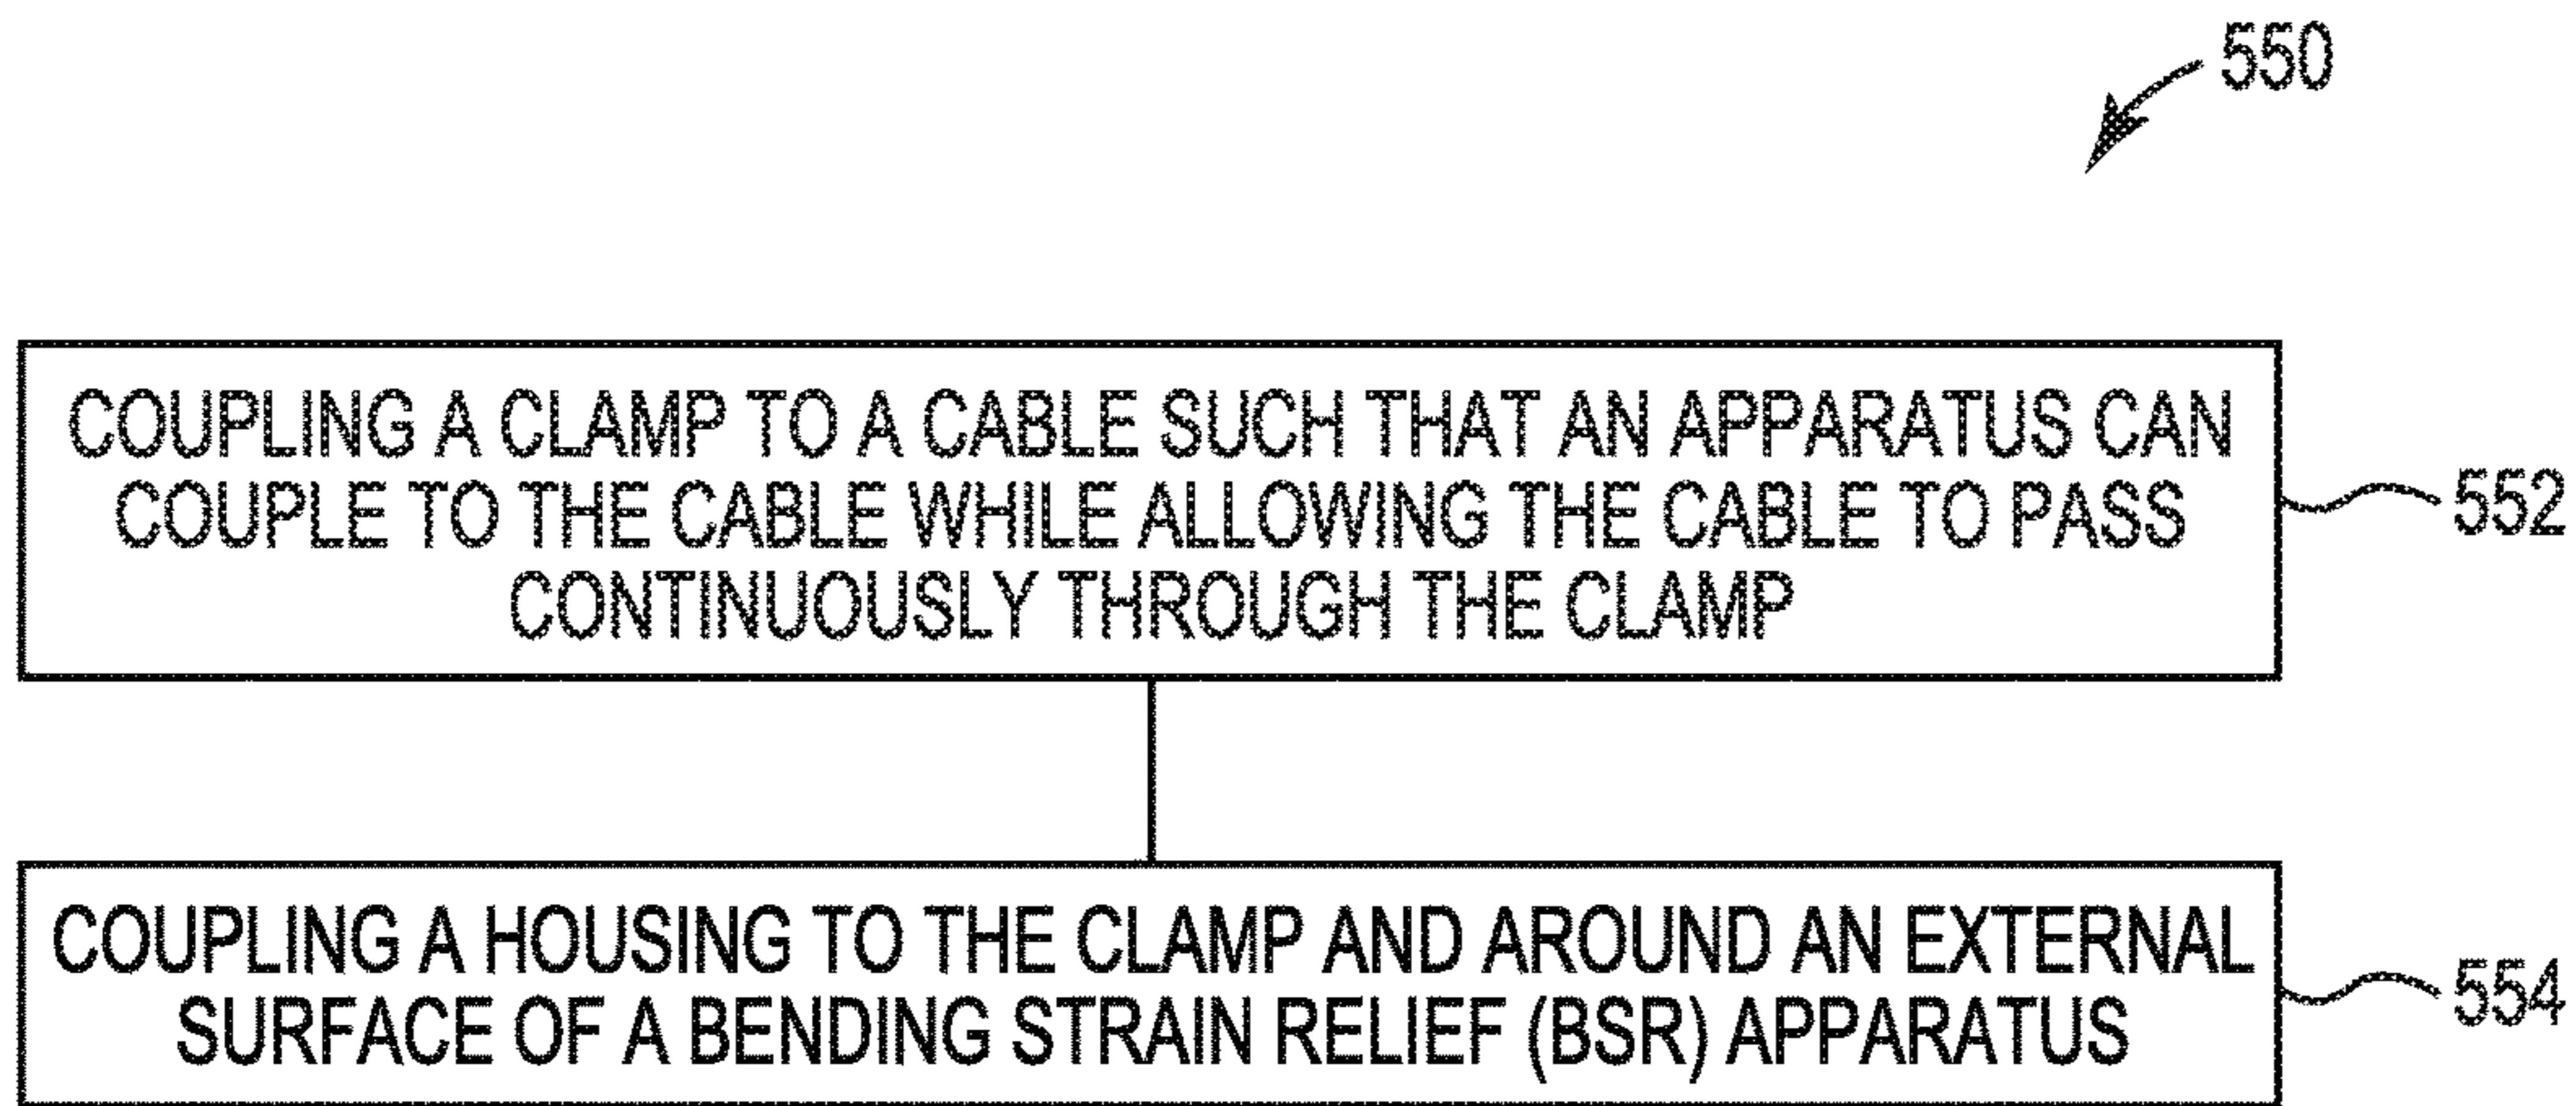 550
COUPLING A CLAMP TO A CABLE SUCH THAT AN APPARATUS CAN
COUPLE TO THE CABLE WHILE ALLOWING THE CABLE TO PASS
CONTINUOUSLY THROUGH THE CLAMP
552
COUPLING A HOUSING TO THE CLAMP AND AROUND AN EXTERNAL
SURFACE OF A BENDING STRAIN RELIEF (BSR) APPARATUS
554